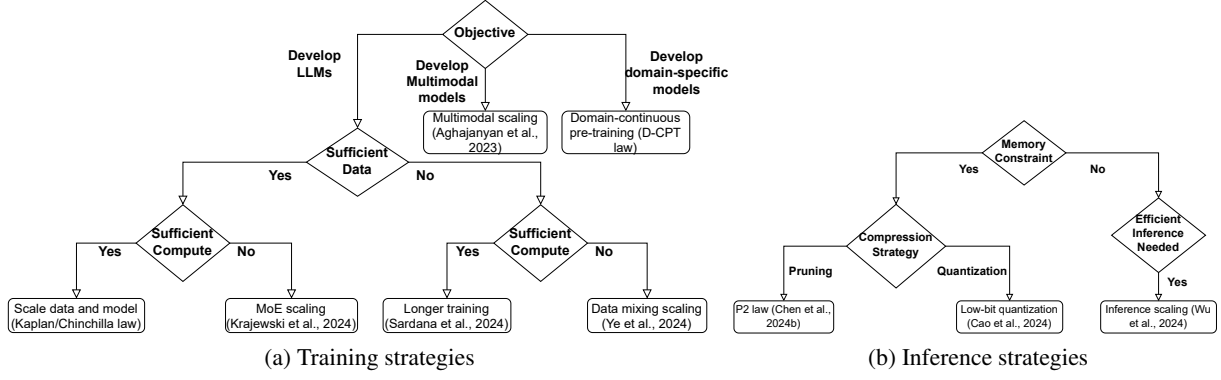 Objective
Develop
LLMs
Develop
Multimodal
models
Develop
domain-specific
models
Multimodal scaling
(Aghajanyan et al.,
2023)
Domain-continuous
pre-training (D-CPT
law)
Sufficient
Data
Yes
No
Sufficient
Compute
Yes
No
Sufficient
Compute
Yes
No
Scale data and model
(Kaplan/Chinchilla law)
MoE scaling
(Krajewski et al., 2024)
Longer training
(Sardana et al., 2024)
Data mixing scaling
(Ye et al., 2024)
(a) Training strategies
Memory
Constraint
Yes
No
Compression
Strategy
Efficient
Inference
Needed
Pruning
Quantization
Yes
P2 law (Chen et al.,
2024b)
Low-bit quantization
(Cao et al., 2024)
Inference scaling (Wu
et al., 2024)
(b) Inference strategies